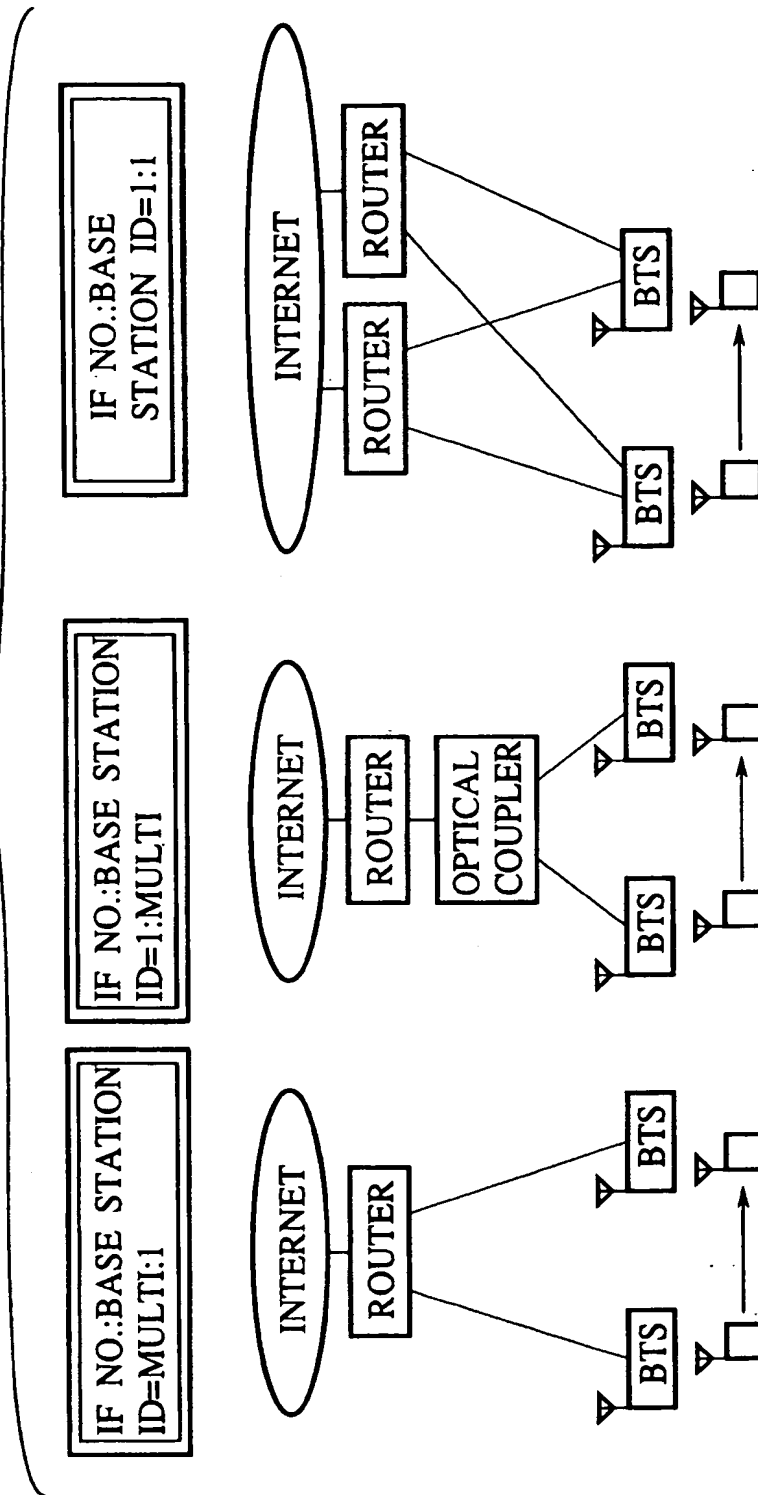 IF NO.:BASE STATION
ID=MULTI:1
INTERNET
ROUTER
BTS
BTS
IF NO.:BASE STATION
ID=1:MULTI
INTERNET
ROUTER
OPTICAL
COUPLER
BTS
BTS
IF NO.:BASE
STATION ID=1:1
INTERNET
ROUTER
ROUTER
BTS
BTS